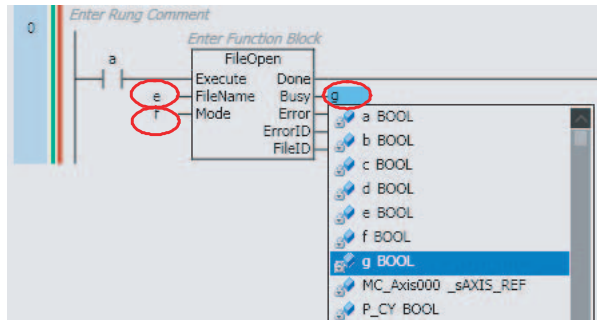 Enter Rung Comment
0
Enter Function Block
a
FileOpen
Execute Done
e FileName Busy g
f Mode Error
ErrorID
FileID
a BOOL
b BOOL
c BOOL
d BOOL
e BOOL
f BOOL
g BOOL
MC_Axis000 _sAXIS_REF
P_CY BOOL